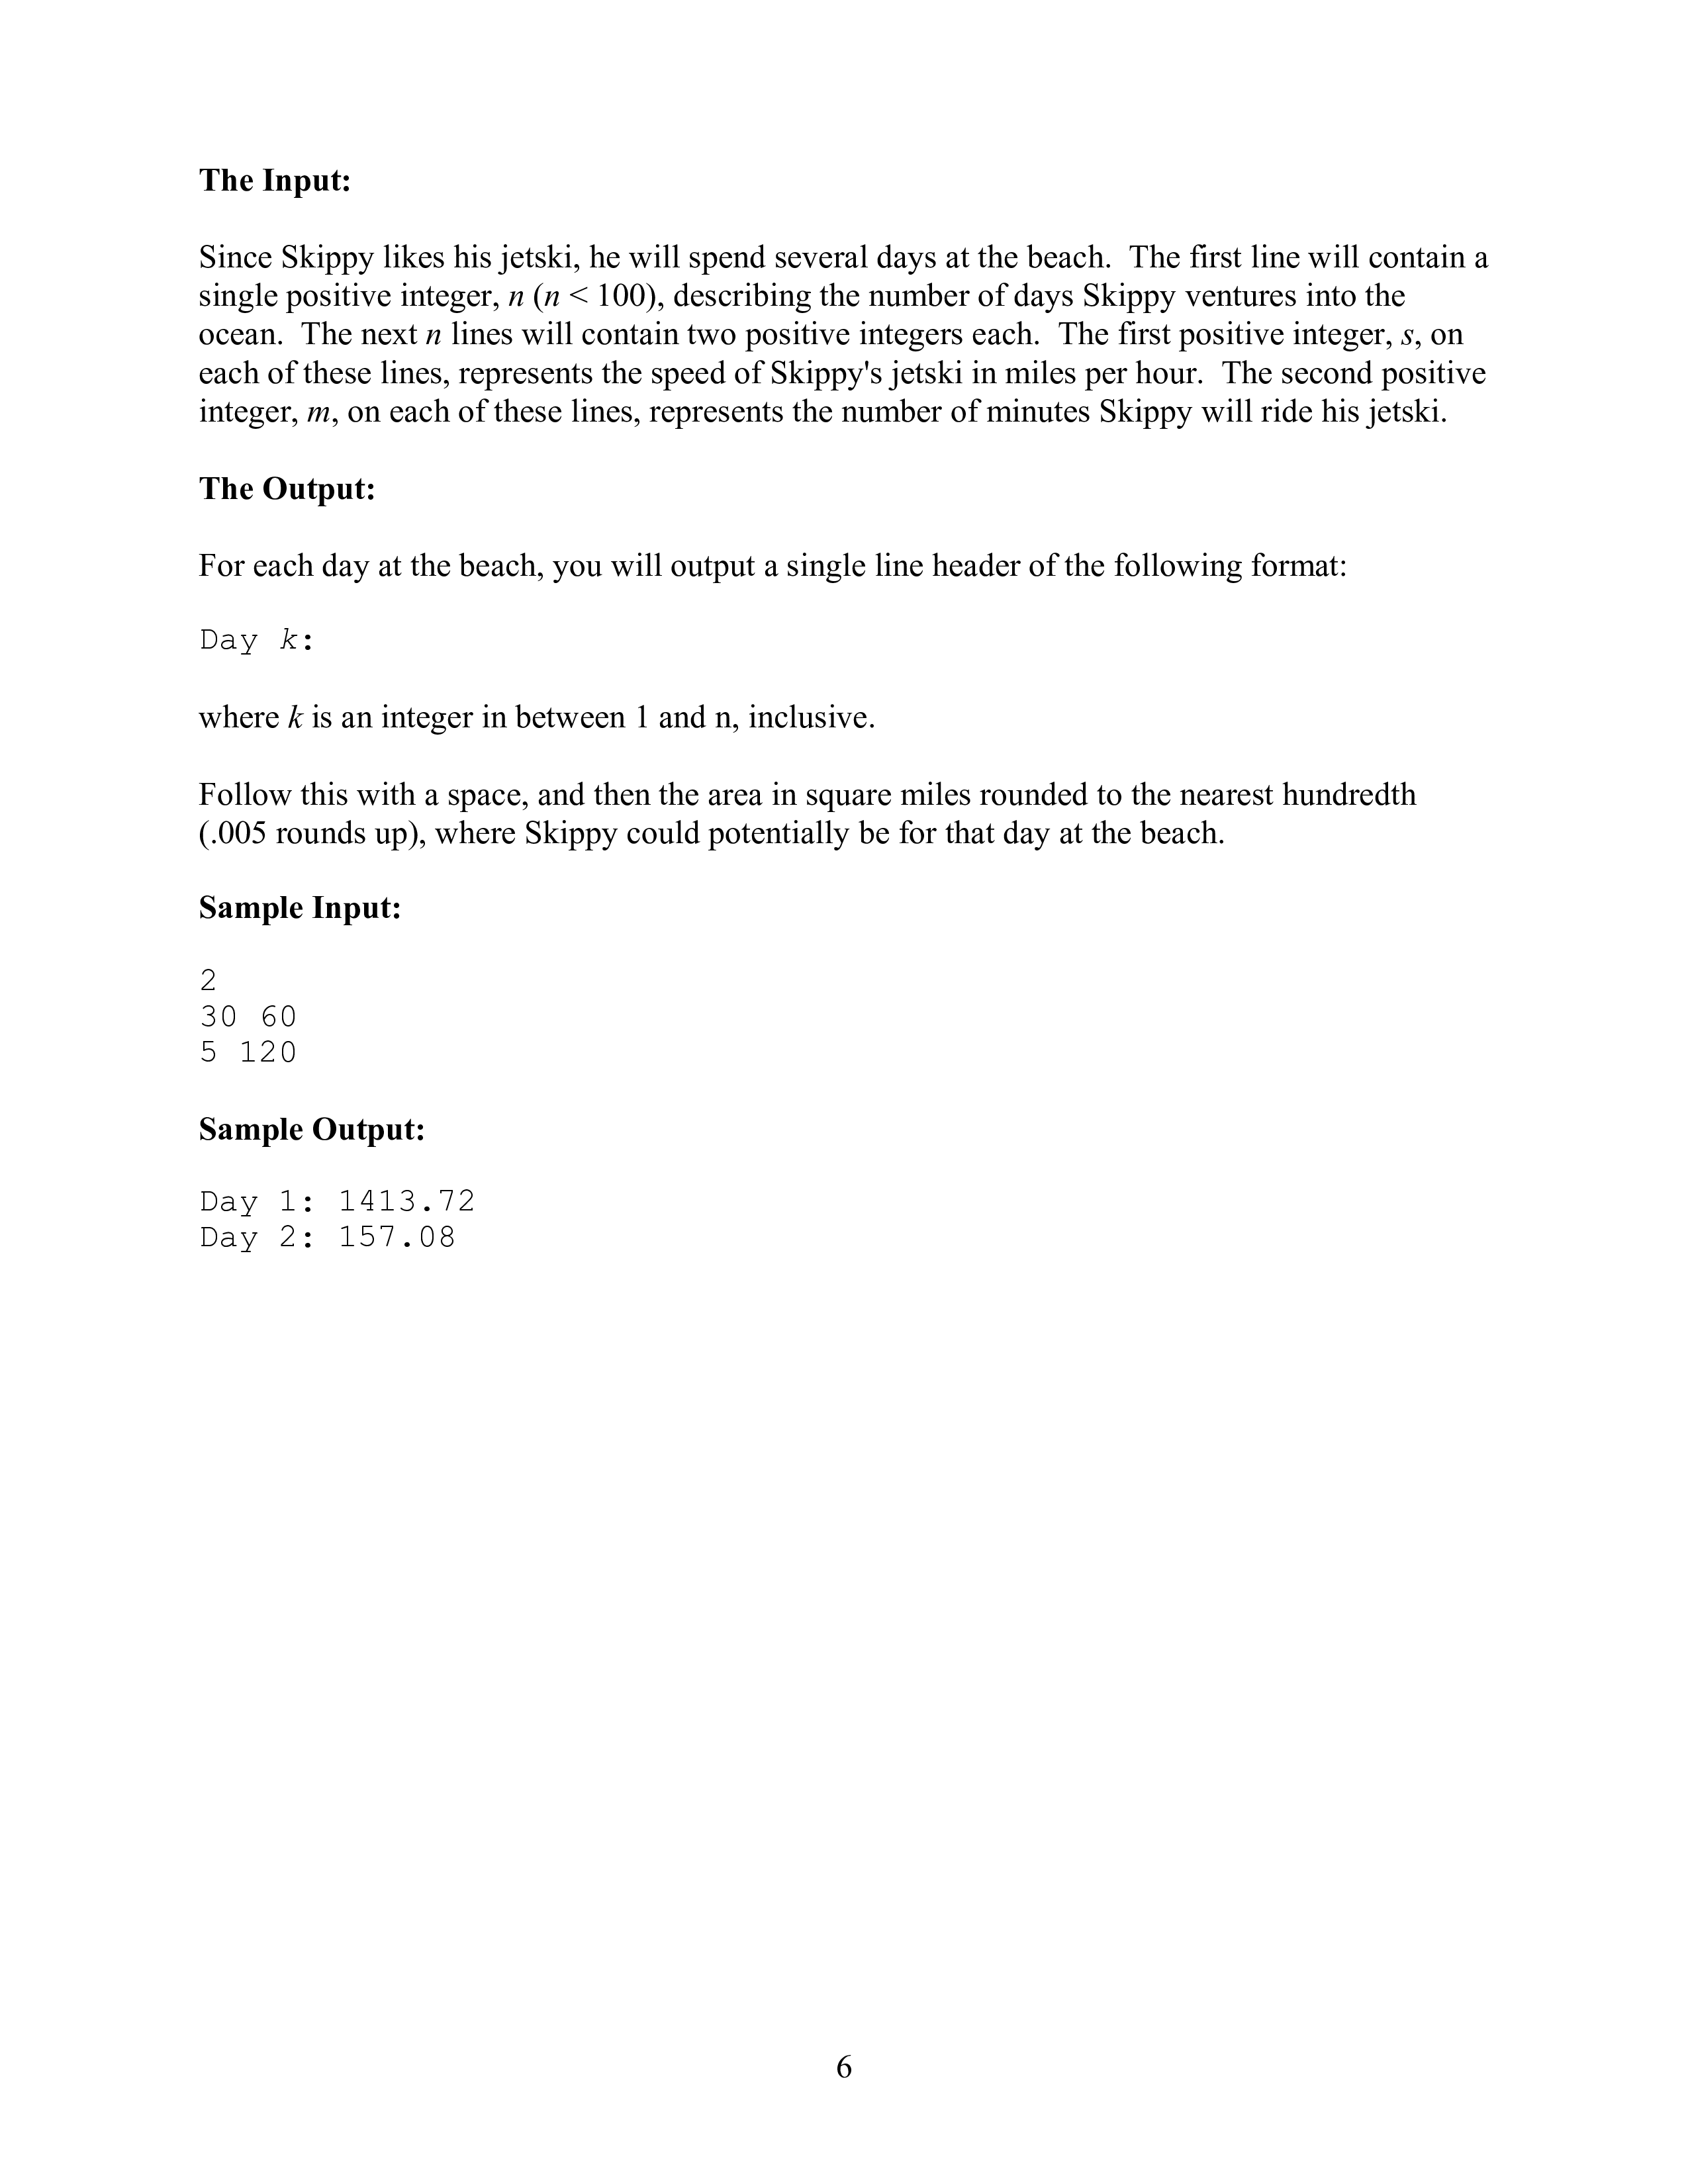 The Input:
Since Skippy likes his jetski, he will spend several days at the beach.  The first line will contain a
single positive integer, n (n < 100), describing the number of days Skippy ventures into the
ocean.  The next n lines will contain two positive integers each.  The first positive integer, s, on
each of these lines, represents the speed of Skippy's jetski in miles per hour.  The second positive
integer, m, on each of these lines, represents the number of minutes Skippy will ride his jetski.
The Output:
For each day at the beach, you will output a single line header of the following format:
Day k:
where k is an integer in between 1 and n, inclusive.
Follow this with a space, and then the area in square miles rounded to the nearest hundredth
(.005 rounds up), where Skippy could potentially be for that day at the beach.
Sample Input:
2
30 60
5 120
Sample Output:
Day 1: 1413.72
Day 2: 157.08
6